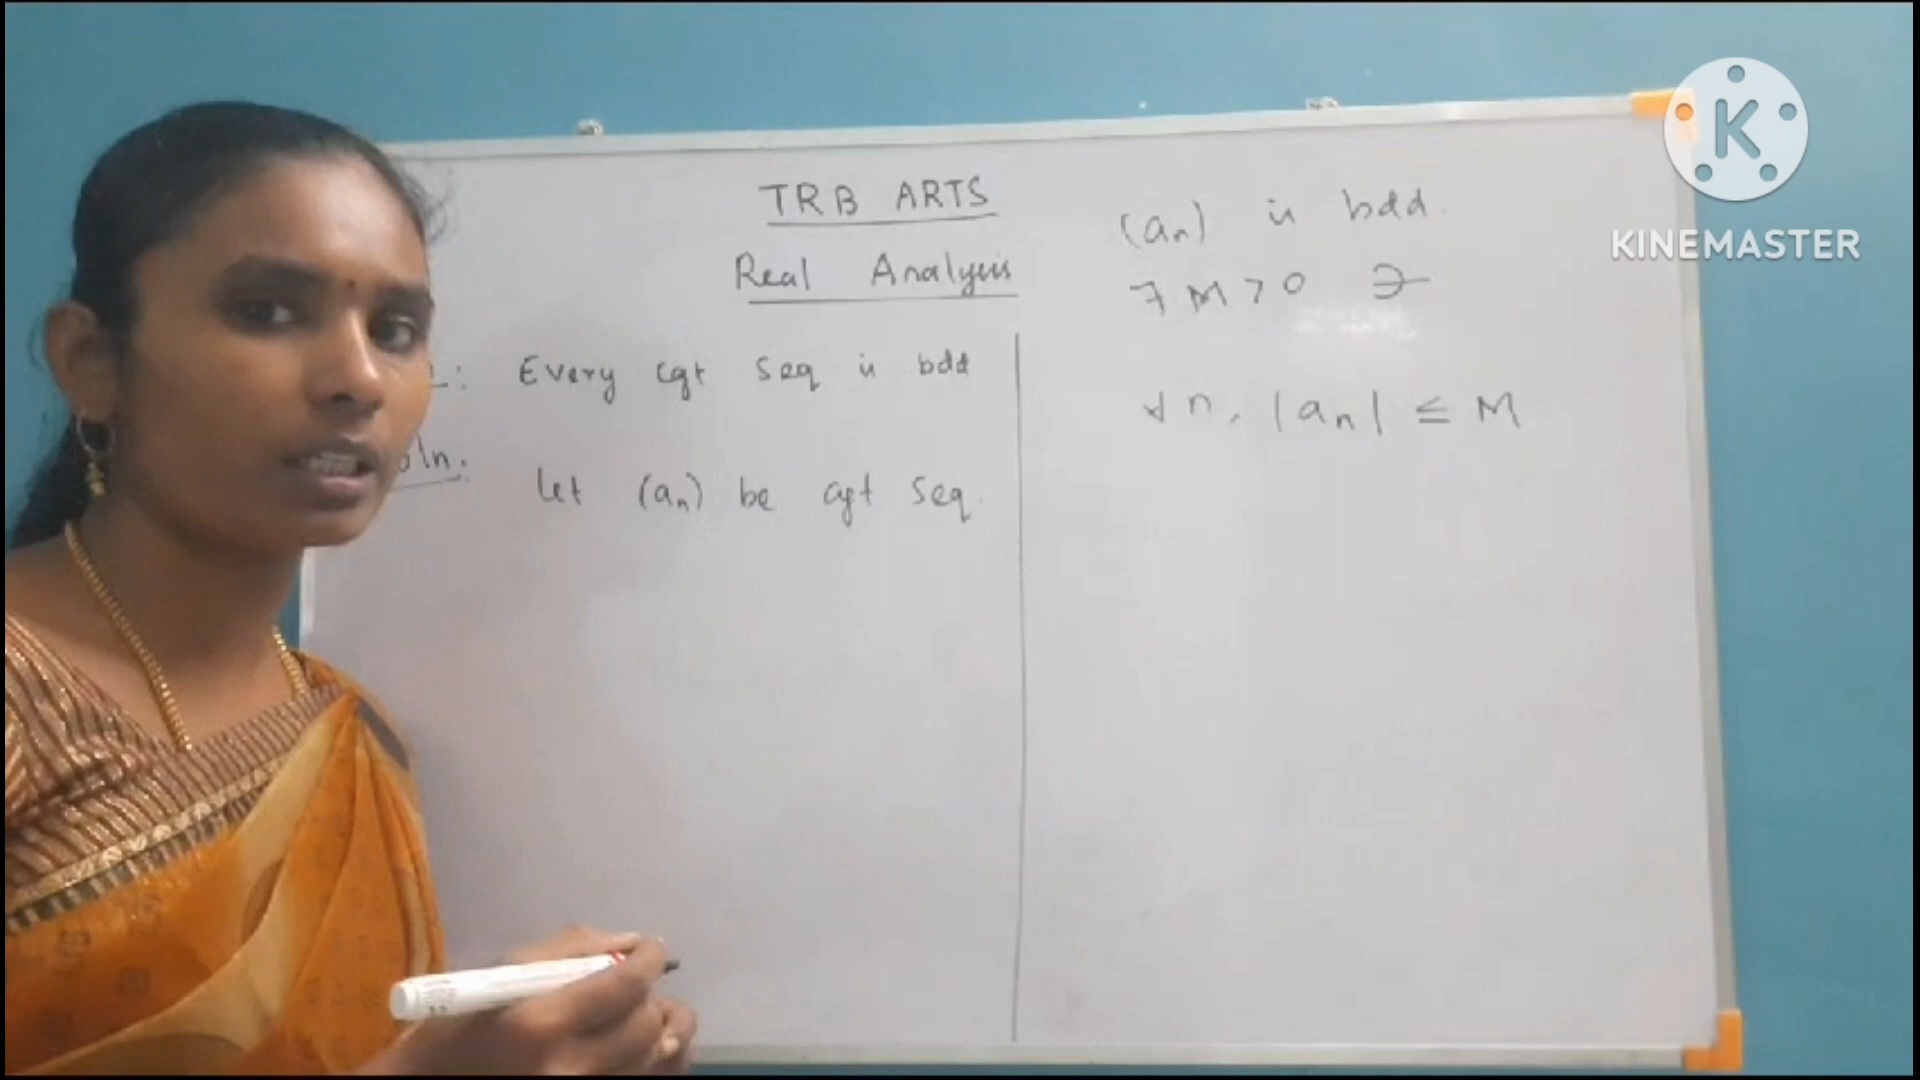 TRB ARTS
Real Analysis
: Every cgt seq is bdd
oln.
Let (aₙ) be cgt seq.
(aₙ) is bdd.
∃ M > 0 ∋
∀ n, |aₙ| ≤ M
K
KINEMASTER